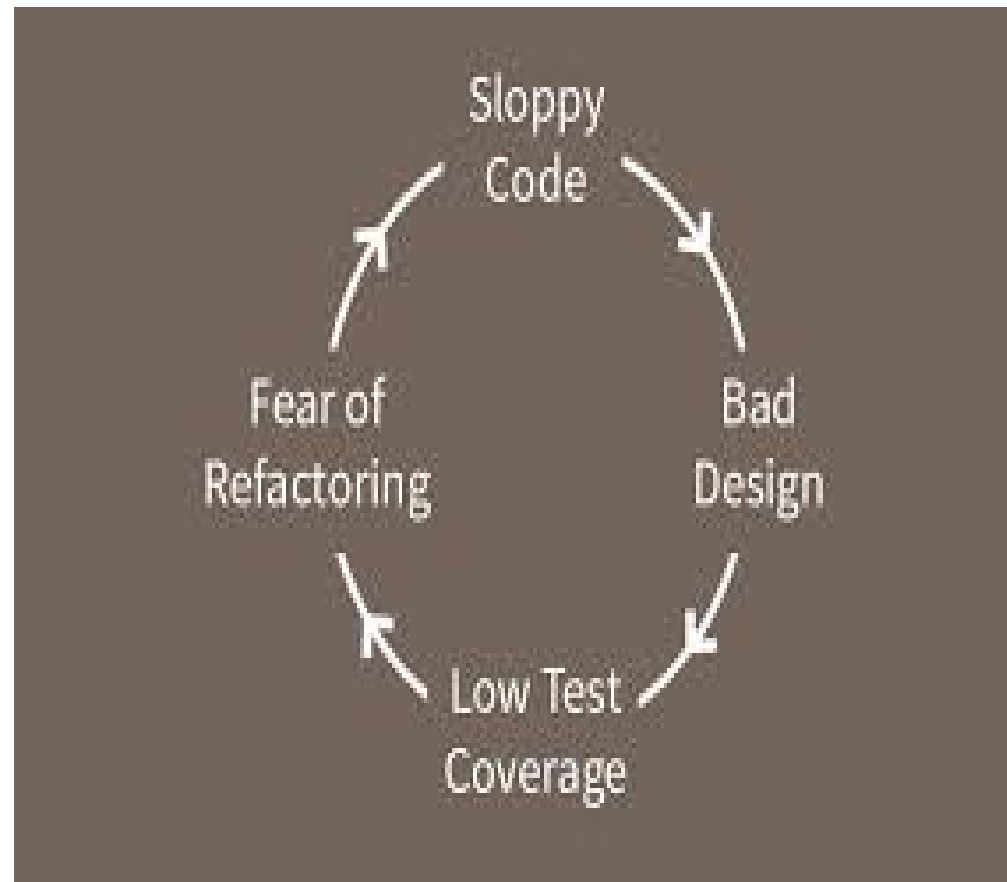 Sloppy
Code
Bad
Design
Low Test
Coverage
Fear of
Refactoring